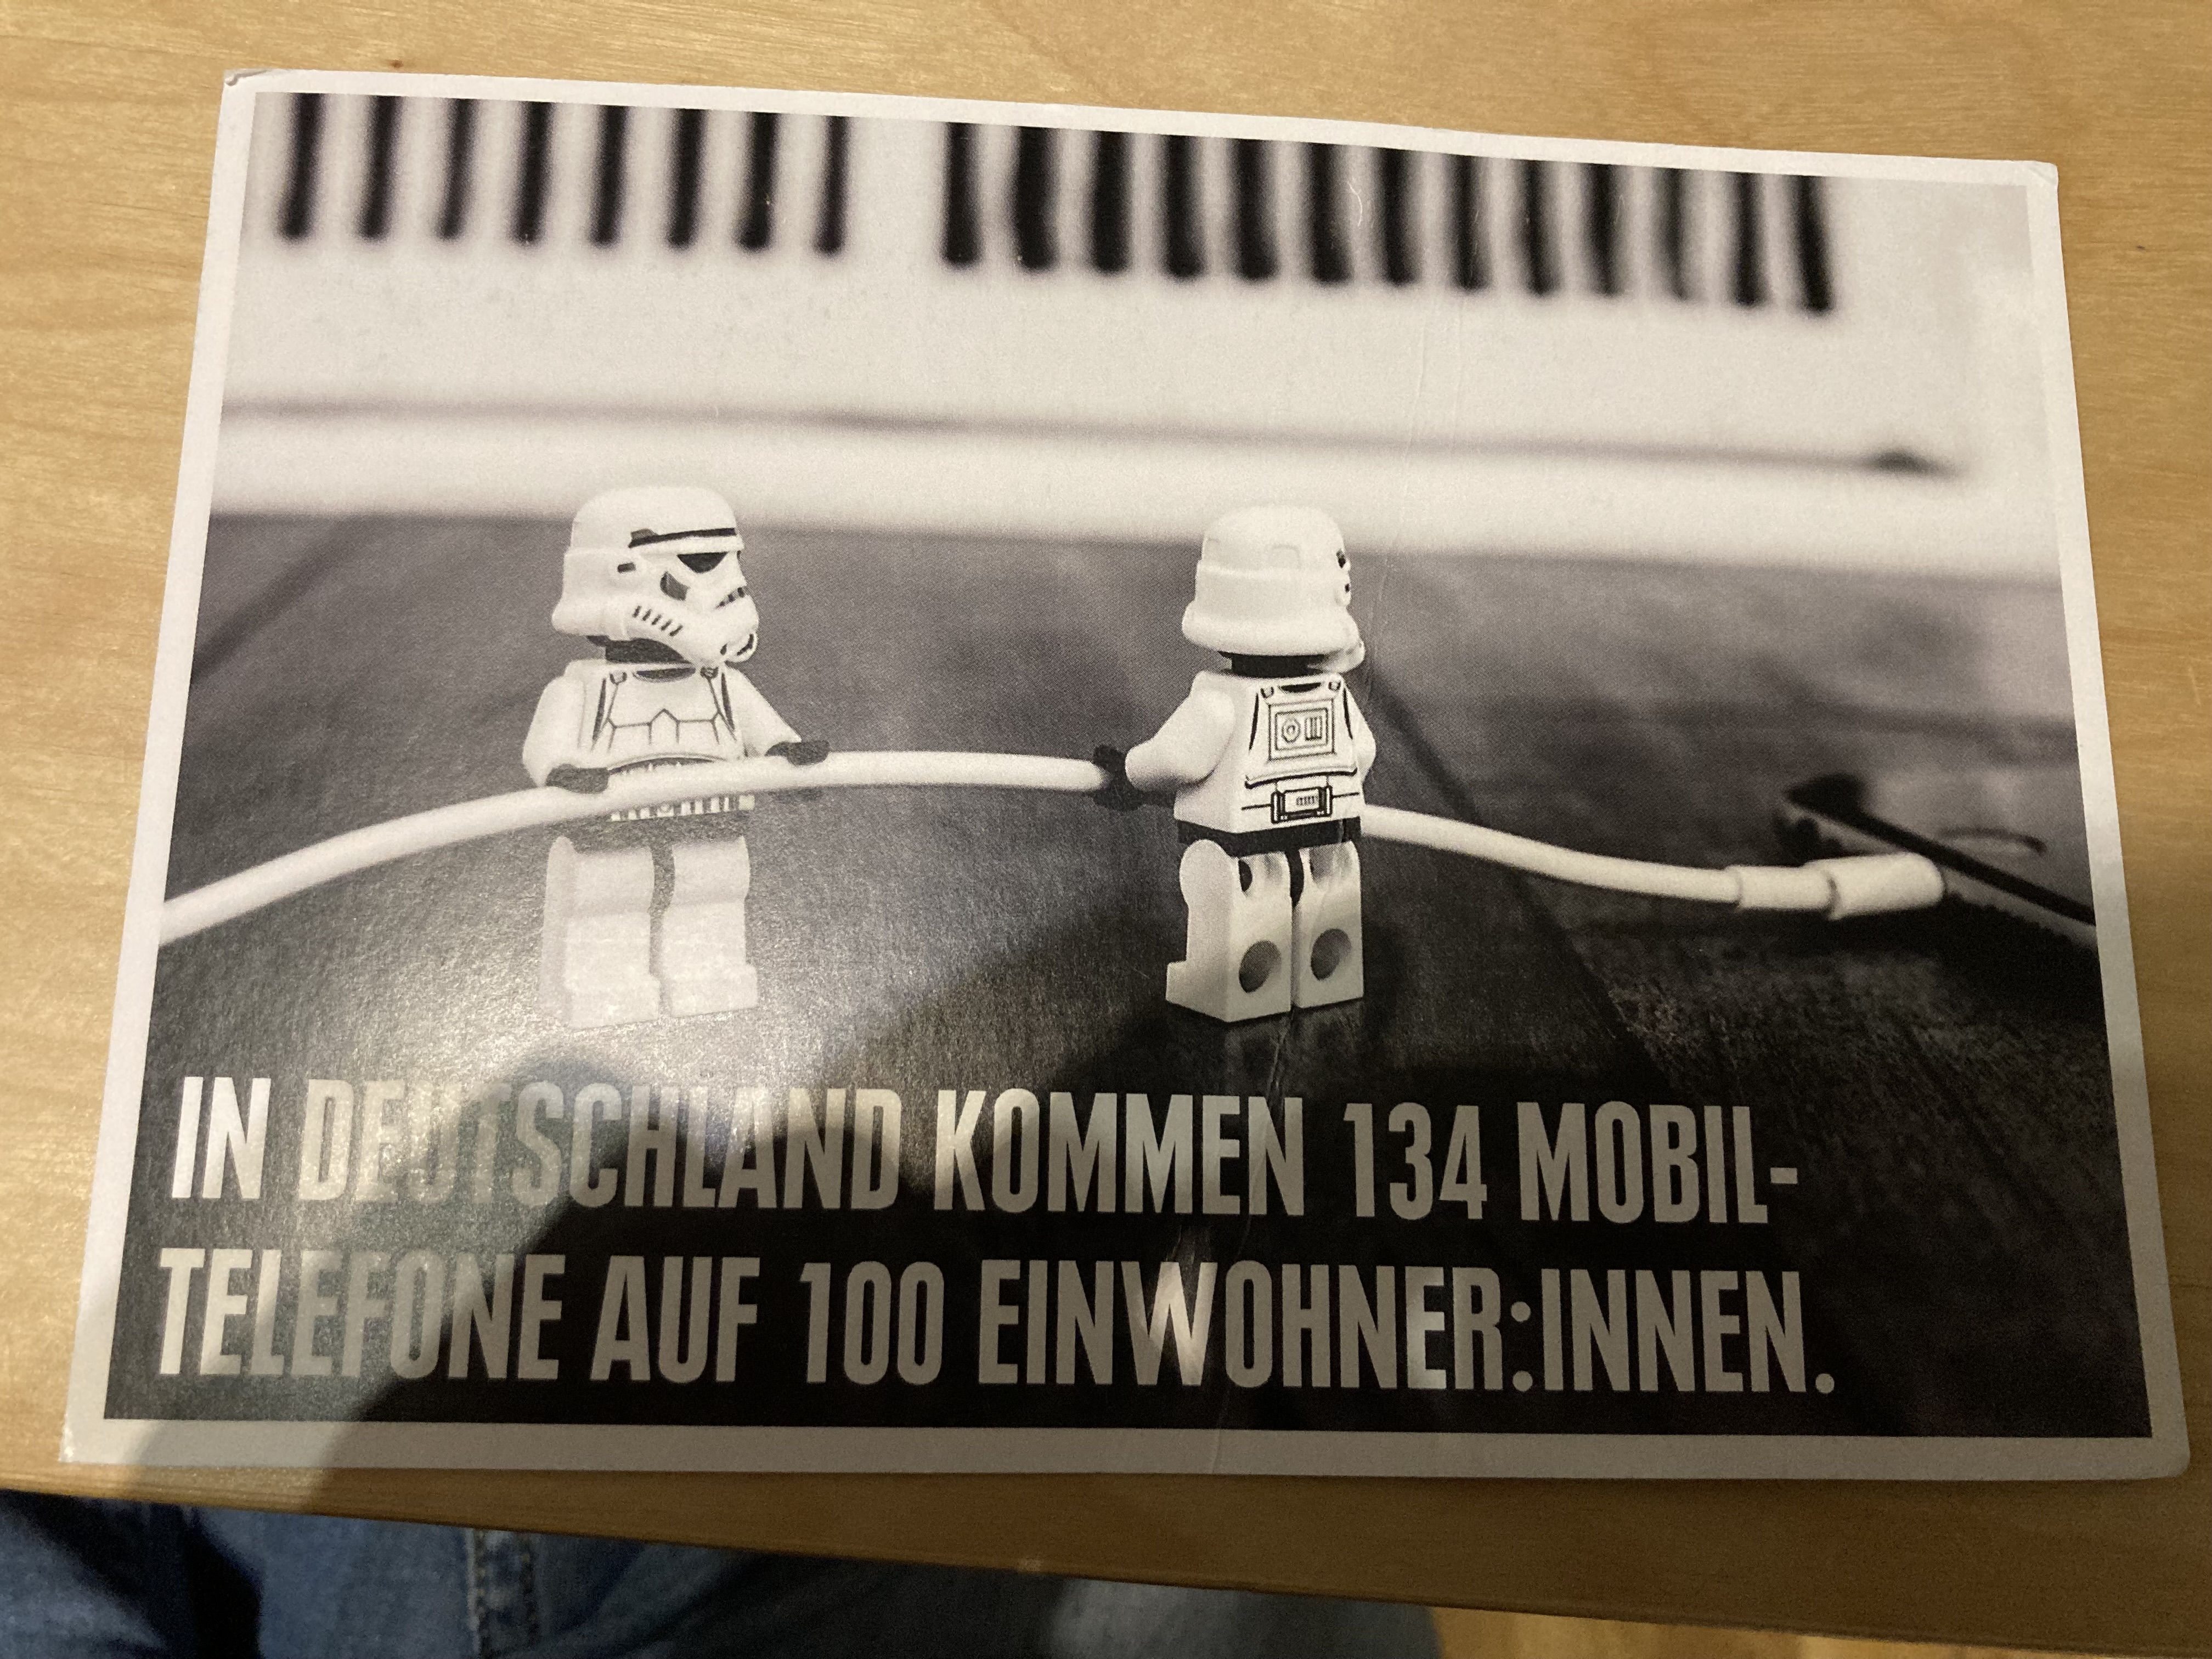 IN DEUTSCHLAND KOMMEN 134 MOBIL-
TELEFONE AUF 100 EINWOHNER:INNEN.